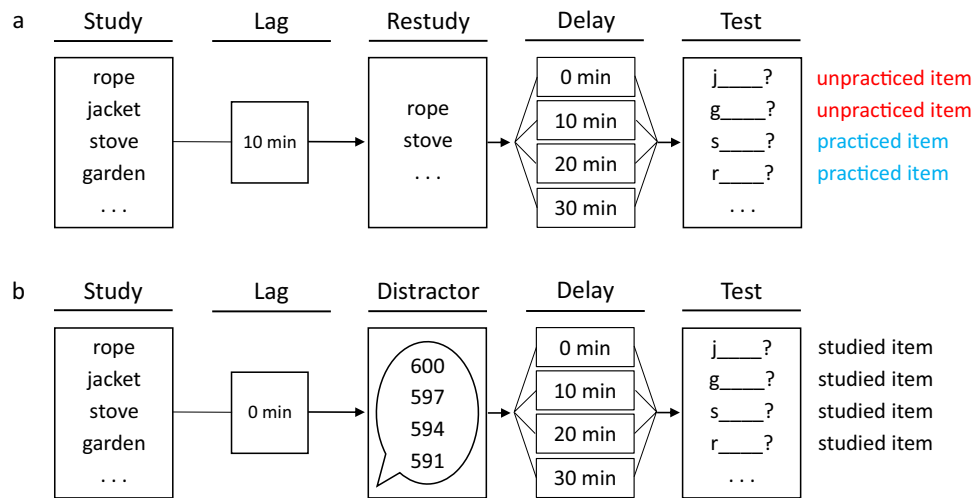 a Study Lag Restudy Delay Test
rope
jacket
stove
garden
. . .
10 min
rope
stove
. . .
0 min
10 min
20 min
30 min
j____? unpracticed item
g____? unpracticed item
s____? practiced item
r____? practiced item
. . .
b Study Lag Distractor Delay Test
rope
jacket
stove
garden
. . .
0 min
600
597
594
591
0 min
10 min
20 min
30 min
j____? studied item
g____? studied item
s____? studied item
r____? studied item
. . .